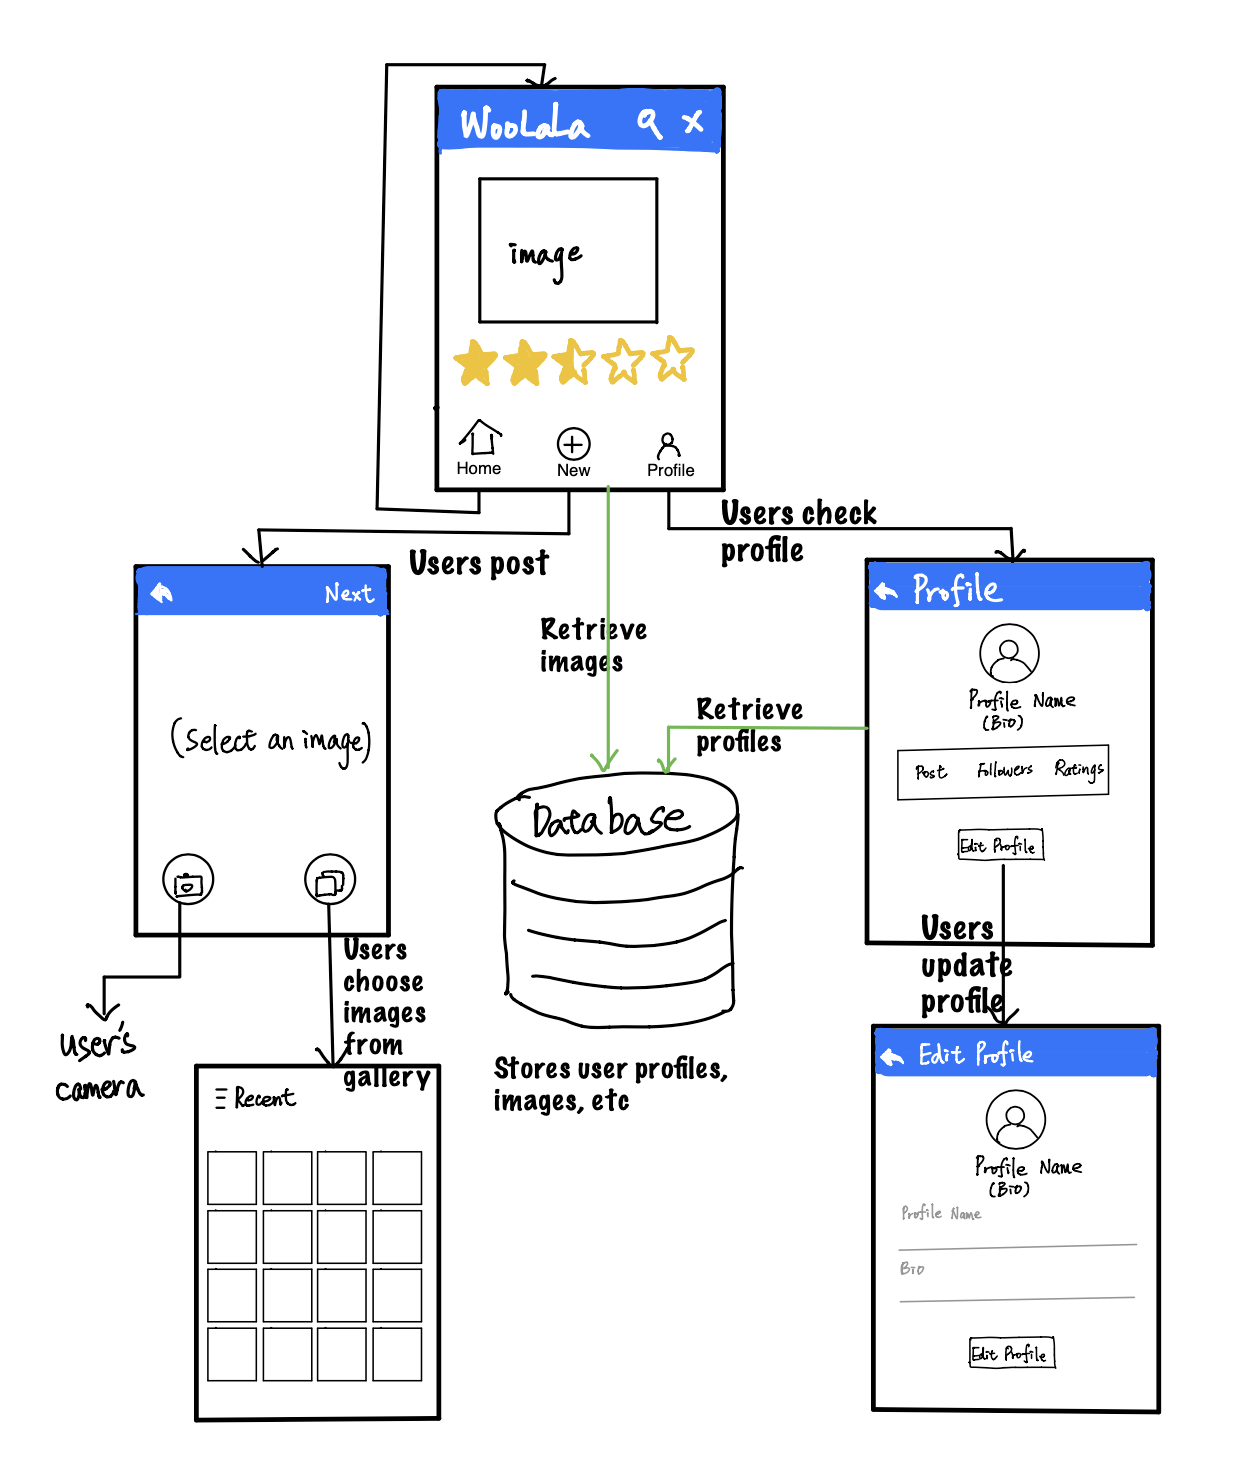 WooLaLa
image
Home
New
Profile
Users check
profile
Users post
Next
Profile
Retrieve
images
Profile Name
(Bio)
Retrieve
profiles
(Select an image)
Post Followers Ratings
Database
Edit Profile
Users
choose
images
from
gallery
Users
update
profile
user's
camera
Stores user profiles,
images, etc
Recent
Edit Profile
Profile Name
(Bio)
Profile Name
Bio
Edit Profile